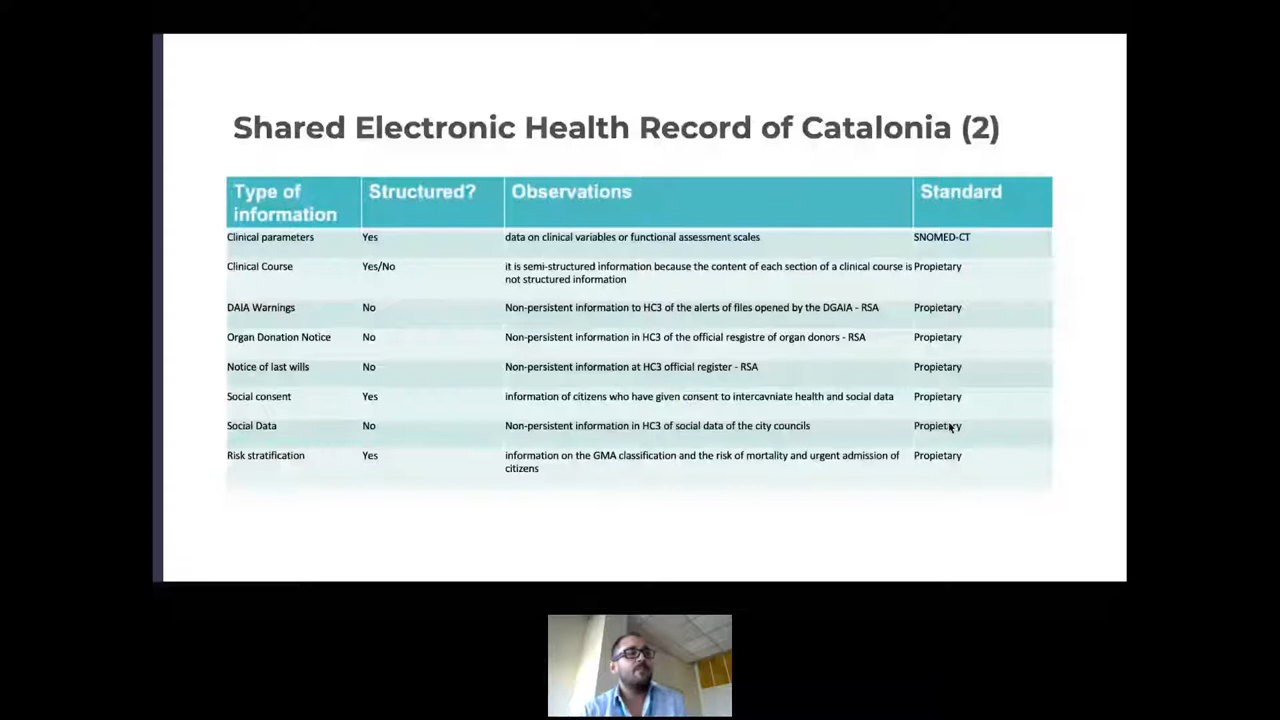 Shared Electronic Health Record of Catalonia (2)
Type of information Structured? Observations Standard
Clinical parameters Yes data on clinical variables or functional assessment scales SNOMED-CT
Clinical Course Yes/No it is semi-structured information because the content of each section of a clinical course is Propietary
not structured information
DAIA Warnings No Non-persistent information to HC3 of the alerts of files opened by the DGAIA - RSA Propietary
Organ Donation Notice No Non-persistent information in HC3 of the official resgistre of organ donors - RSA Propietary
Notice of last wills No Non-persistent information at HC3 official register - RSA Propietary
Social consent Yes information of citizens who have given consent to intercavniate health and social data Propietary
Social Data No Non-persistent information in HC3 of social data of the city councils Propietary
Risk stratification Yes information on the GMA classification and the risk of mortality and urgent admission of Propietary
citizens